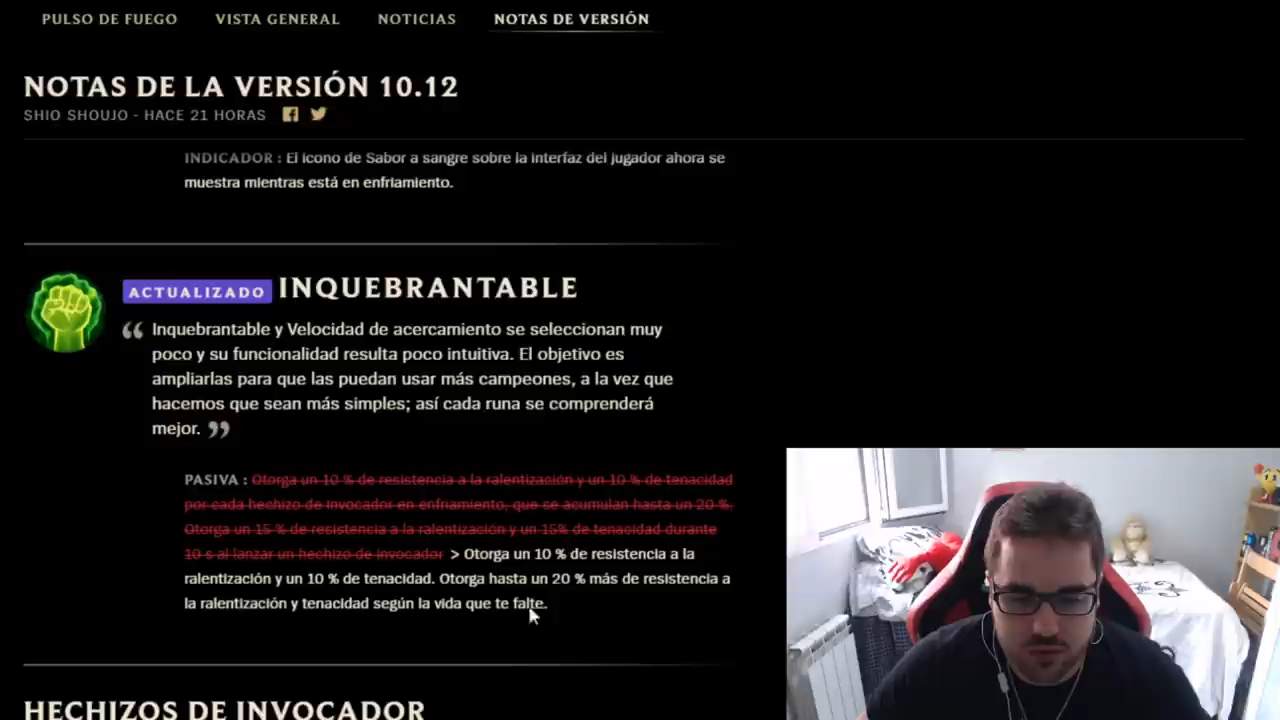 PULSO DE FUEGO VISTA GENERAL NOTICIAS NOTAS DE VERSIÓN
NOTAS DE LA VERSIÓN 10.12
SHIO SHOUJO - HACE 21 HORAS
INDICADOR : El icono de Sabor a sangre sobre la interfaz del jugador ahora se
muestra mientras está en enfriamiento.
ACTUALIZADO INQUEBRANTABLE
“ Inquebrantable y Velocidad de acercamiento se seleccionan muy
poco y su funcionalidad resulta poco intuitiva. El objetivo es
ampliarlas para que las puedan usar más campeones, a la vez que
hacemos que sean más simples; así cada runa se comprenderá
mejor. ”
PASIVA : Otorga un 10 % de resistencia a la ralentización y un 10 % de tenacidad
por cada hechizo de invocador en enfriamiento, que se acumulan hasta un 20 %.
Otorga un 15 % de resistencia a la ralentización y un 15% de tenacidad durante
10 s al lanzar un hechizo de invocador > Otorga un 10 % de resistencia a la
ralentización y un 10 % de tenacidad. Otorga hasta un 20 % más de resistencia a
la ralentización y tenacidad según la vida que te falte.
HECHIZOS DE INVOCADOR